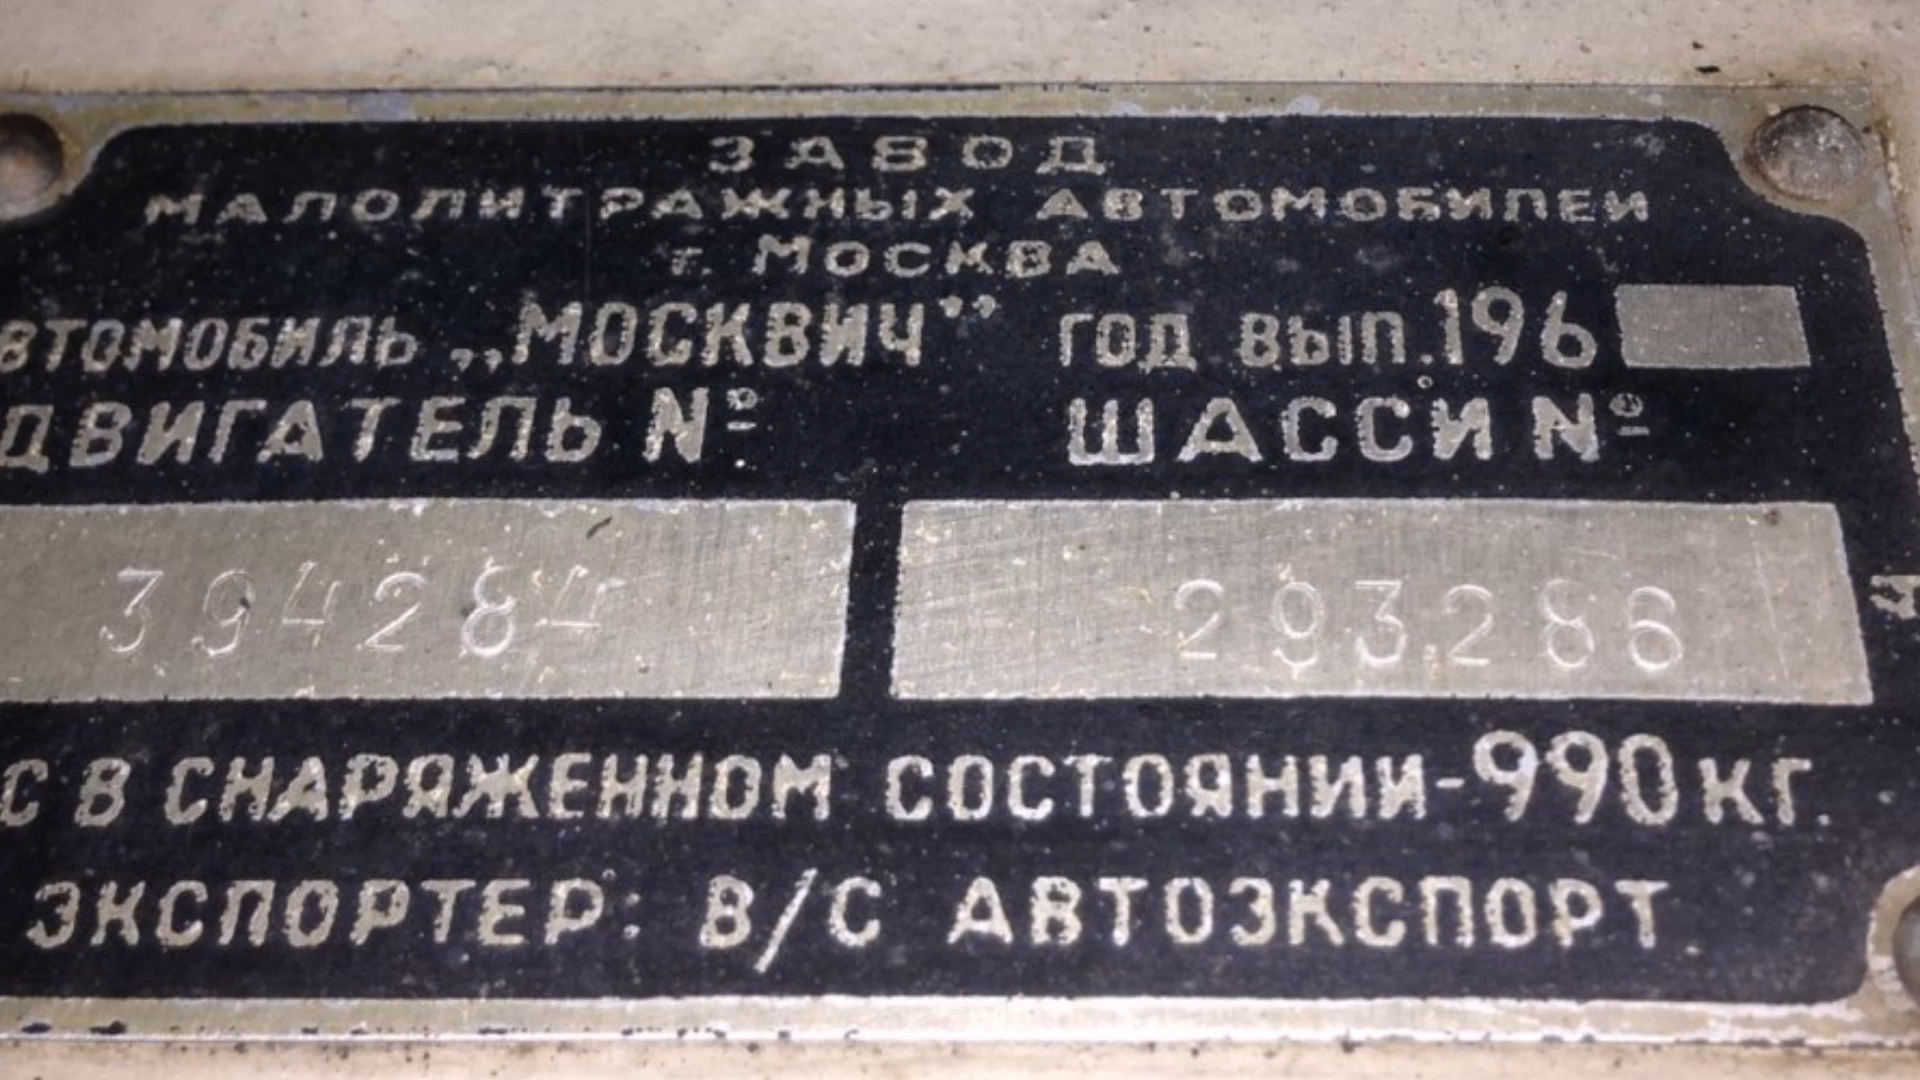 ЗАВОД
МАЛОЛИТРАЖНЫХ АВТОМОБИЛЕЙ
г. МОСКВА
ВТОМОБИЛЬ „МОСКВИЧ” ГОД ВЫП. 196
ДВИГАТЕЛЬ № ШАССИ №
394284 293286
С В СНАРЯЖЕННОМ СОСТОЯНИИ-990 КГ.
ЭКСПОРТЕР: В/С АВТОЭКСПОРТ